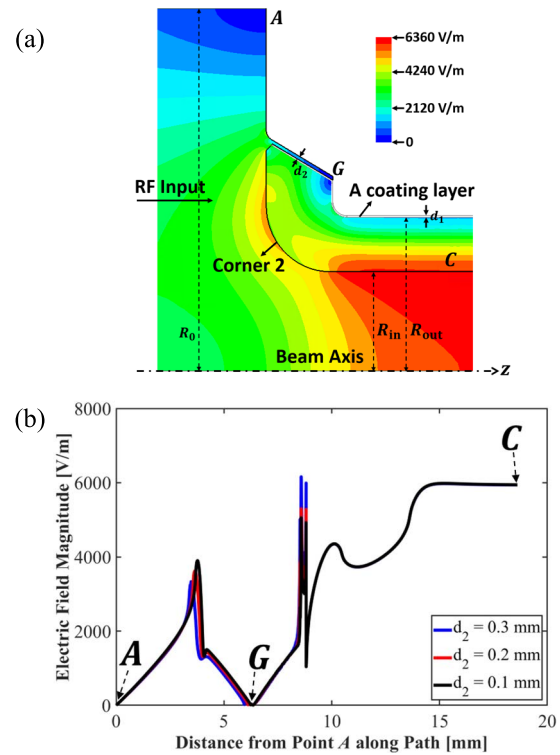 (a)
A
6360 V/m
4240 V/m
2120 V/m
0
d₂
G
RF Input
A coating layer
d₁
Corner 2
C
R₀
R_in
R_out
Beam Axis
z
(b)
8000
6000
4000
2000
0
Electric Field Magnitude [V/m]
A
G
C
d₂ = 0.3 mm
d₂ = 0.2 mm
d₂ = 0.1 mm
0 5 10 15 20
Distance from Point A along Path [mm]